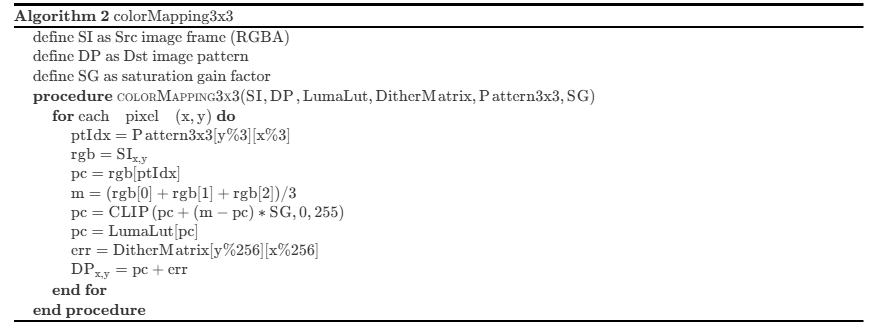 Algorithm 2 colorMapping3x3
define SI as Src image frame (RGBA)
define DP as Dst image pattern
define SG as saturation gain factor
procedure COLORMAPPING3X3(SI, DP, LumaLut, DitherMatrix, Pattern3x3, SG)
for each pixel (x, y) do
ptIdx = Pattern3x3[y%3][x%3]
rgb = SI_{x,y}
pc = rgb[ptIdx]
m = (rgb[0] + rgb[1] + rgb[2])/3
pc = CLIP(pc + (m − pc) ∗ SG, 0, 255)
pc = LumaLut[pc]
err = DitherMatrix[y%256][x%256]
DP_{x,y} = pc + err
end for
end procedure